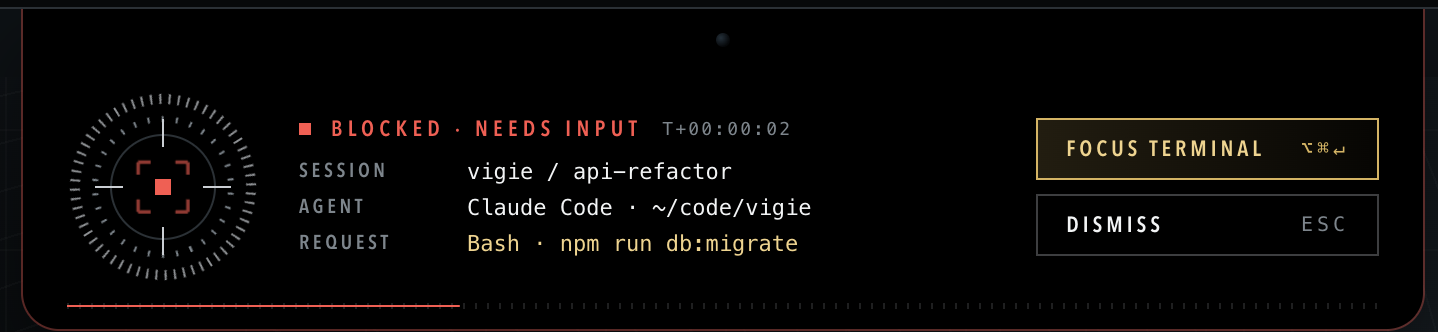 BLOCKED · NEEDS INPUT T+00:00:02
SESSION vigie / api-refactor
AGENT Claude Code · ~/code/vigie
REQUEST Bash · npm run db:migrate
FOCUS TERMINAL ⌥⌘↵
DISMISS ESC